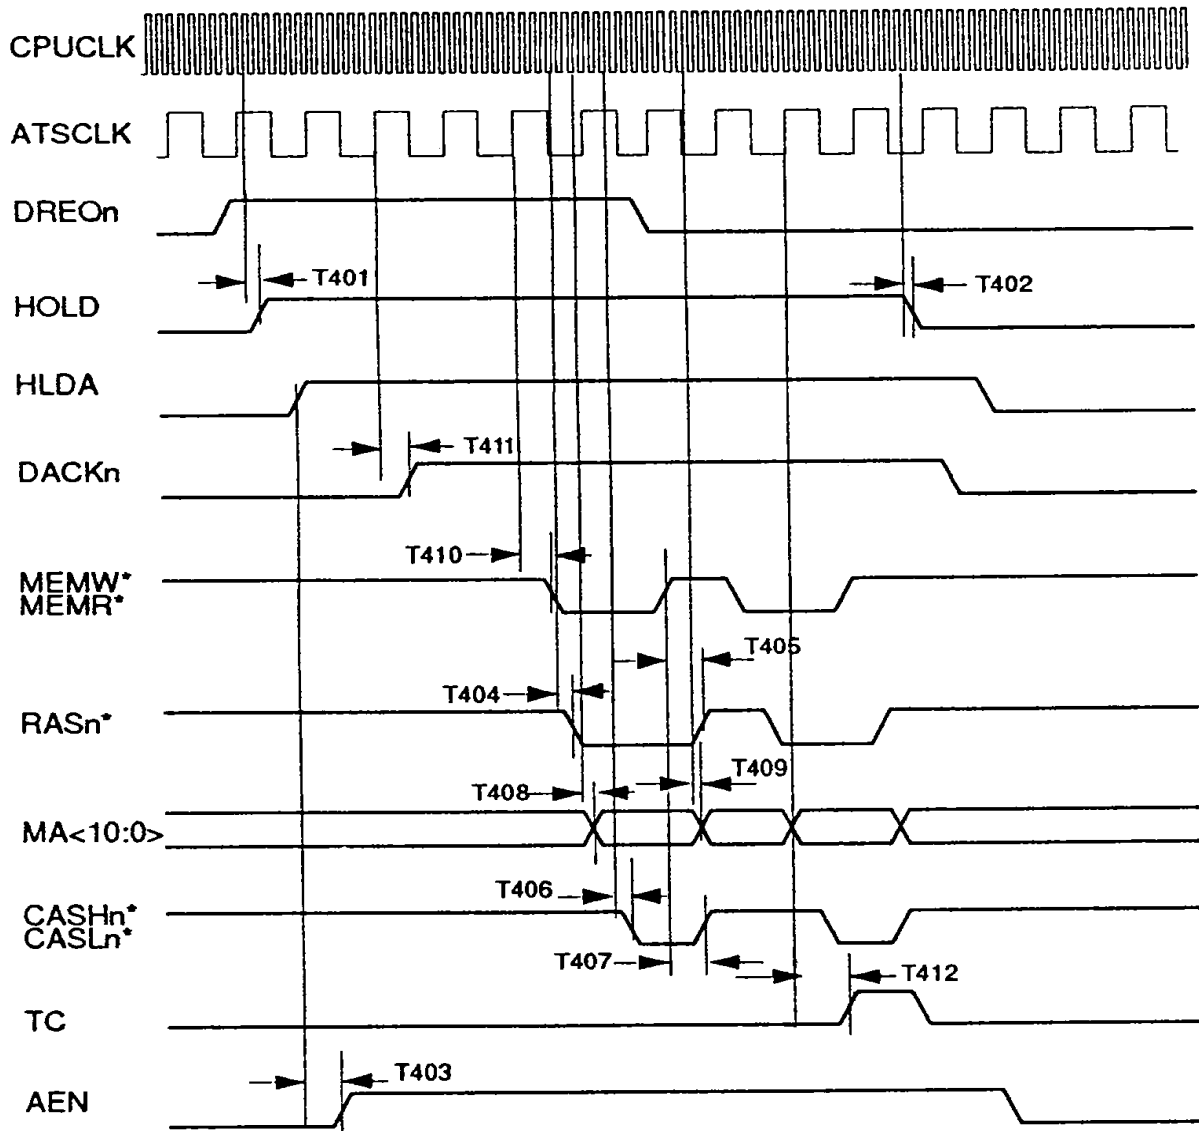 CPUCLK
ATSCLK
DREQn
T401
T402
HOLD
HLDA
T411
DACKn
T410
MEMW*
MEMR*
T405
T404
RASn*
T409
T408
MA<10:0>
T406
CASHn*
CASLn*
T407
T412
TC
T403
AEN